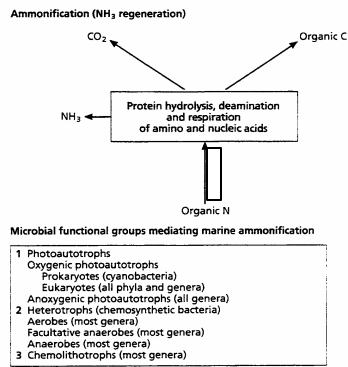 Ammonification (NH₃ regeneration)
CO₂
Organic C
Protein hydrolysis, deamination
and respiration
of amino and nucleic acids
NH₃
Organic N
Microbial functional groups mediating marine ammonification
1 Photoautotrophs
Oxygenic photoautotrophs
Prokaryotes (cyanobacteria)
Eukaryotes (all phyla and genera)
Anoxygenic photoautotrophs (all genera)
2 Heterotrophs (chemosynthetic bacteria)
Aerobes (most genera)
Facultative anaerobes (most genera)
Anaerobes (most genera)
3 Chemolithotrophs (most genera)